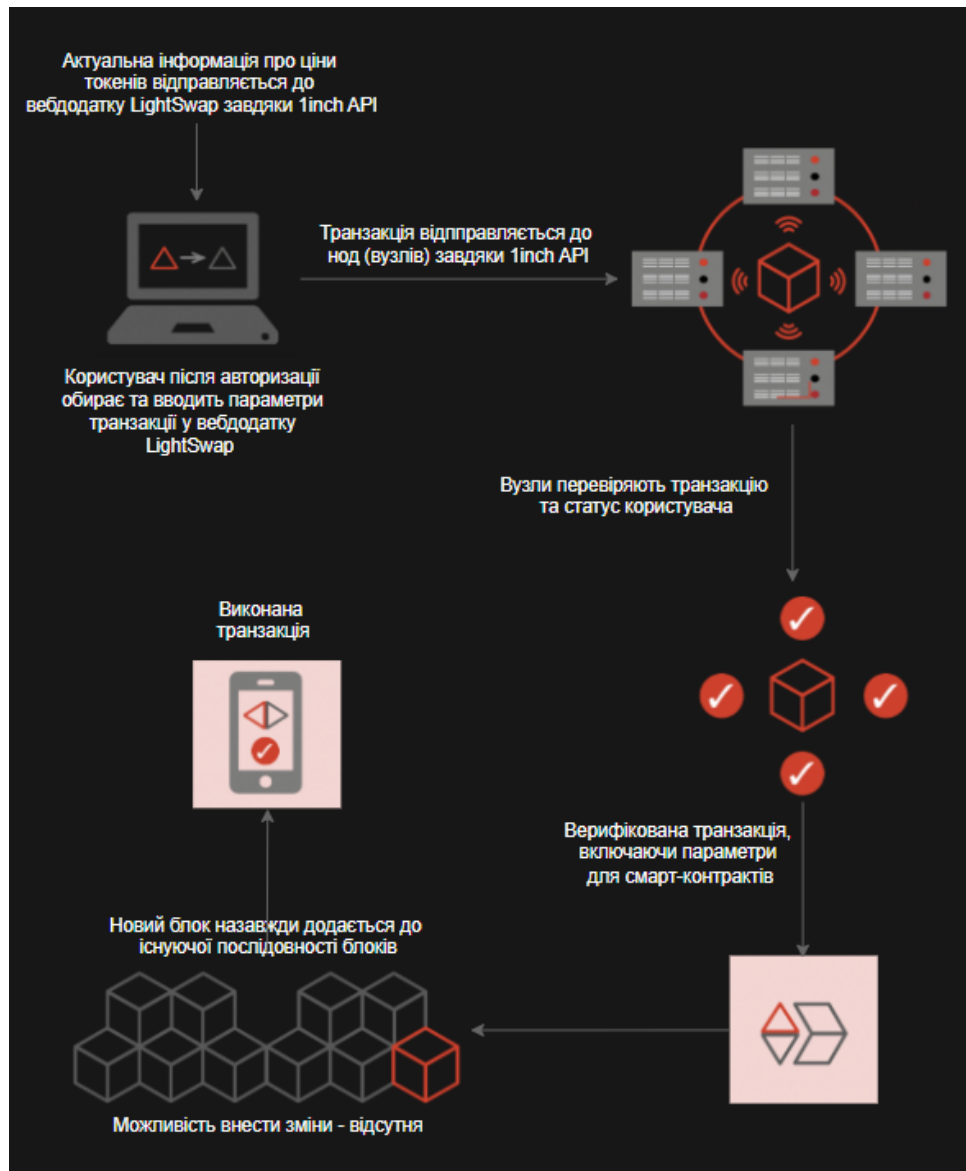 Актуальна інформація про ціни
токенів відправляється до
вебдодатку LightSwap завдяки 1inch API
Транзакція відпправляється до
нод (вузлів) завдяки 1inch API
Користувач після авторизації
обирає та вводить параметри
транзакції у вебдодатку
LightSwap
Вузли перевіряють транзакцію
та статус користувача
Виконана
транзакція
Верифікована транзакція,
включаючи параметри
для смарт-контрактів
Новий блок назавжди додається до
існуючої послідовності блоків
Можливість внести зміни - відсутня